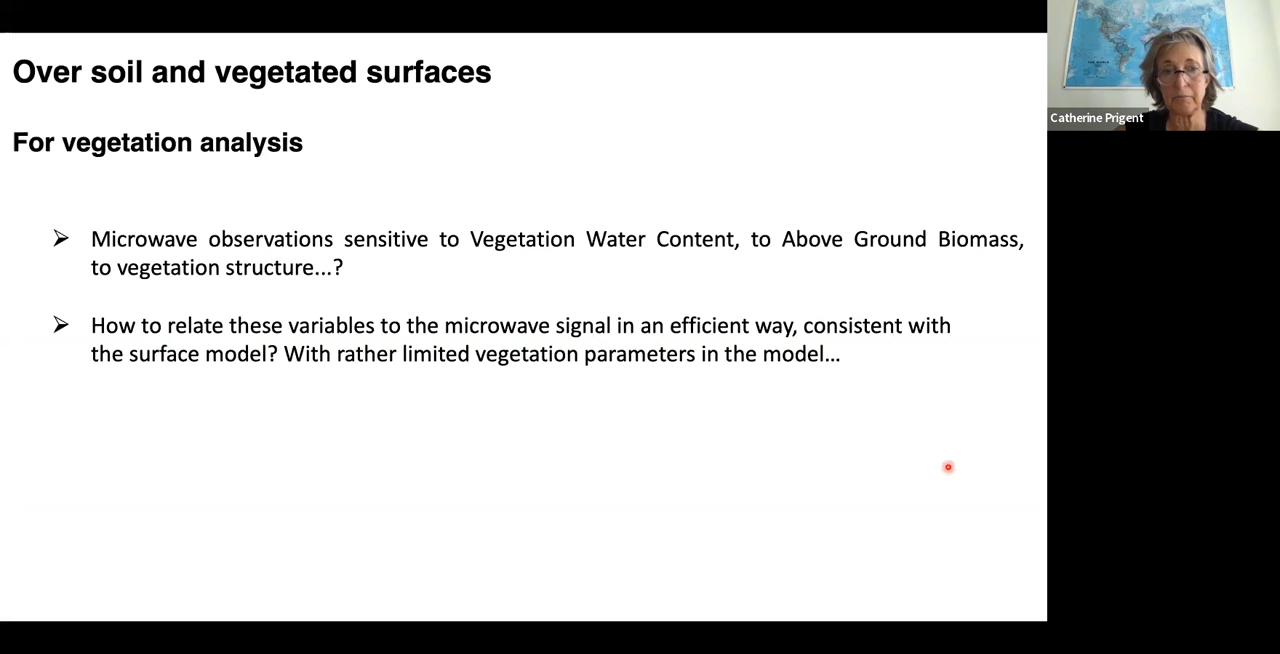 Over soil and vegetated surfaces
For vegetation analysis
➢ Microwave observations sensitive to Vegetation Water Content, to Above Ground Biomass,
to vegetation structure...?
➢ How to relate these variables to the microwave signal in an efficient way, consistent with
the surface model? With rather limited vegetation parameters in the model...
Catherine Prigent